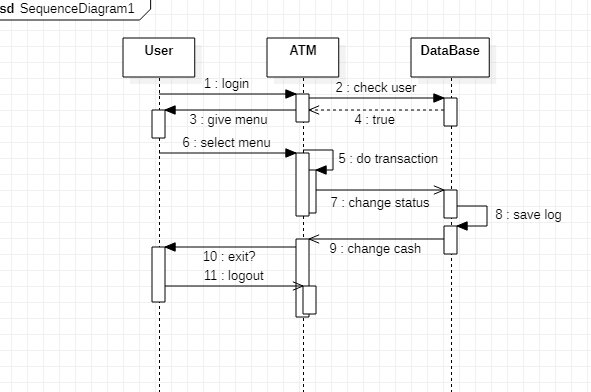 sd SequenceDiagram1
User
ATM
DataBase
1 : login
2 : check user
3 : give menu
4 : true
6 : select menu
5 : do transaction
7 : change status
8 : save log
9 : change cash
10 : exit?
11 : logout